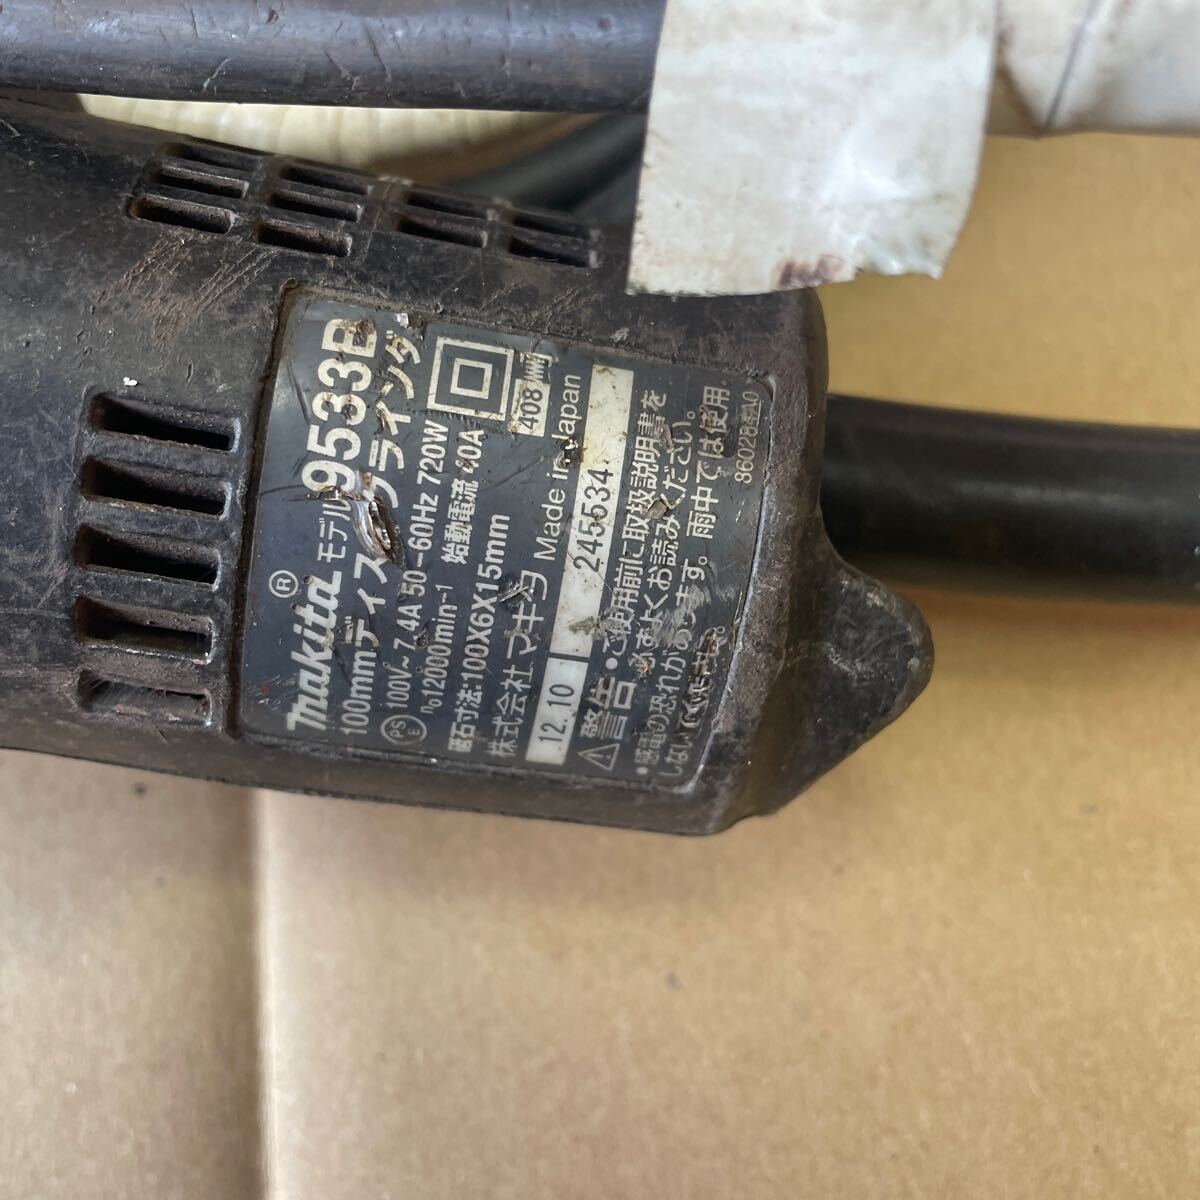 makita® モデル 9533B
100mmディスクグラインダ
PS E 100V~ 7.4A 50-60Hz 720W
n₀12000min⁻¹ 始動電流 40A
砥石寸法:100X6X15mm 408
株式会社マキタ Made in Japan
12.10 245534
警告・ご使用前に取扱説明書を
必ずよくお読みください。
・感電の恐れがあります。雨中では使用
しないでください。